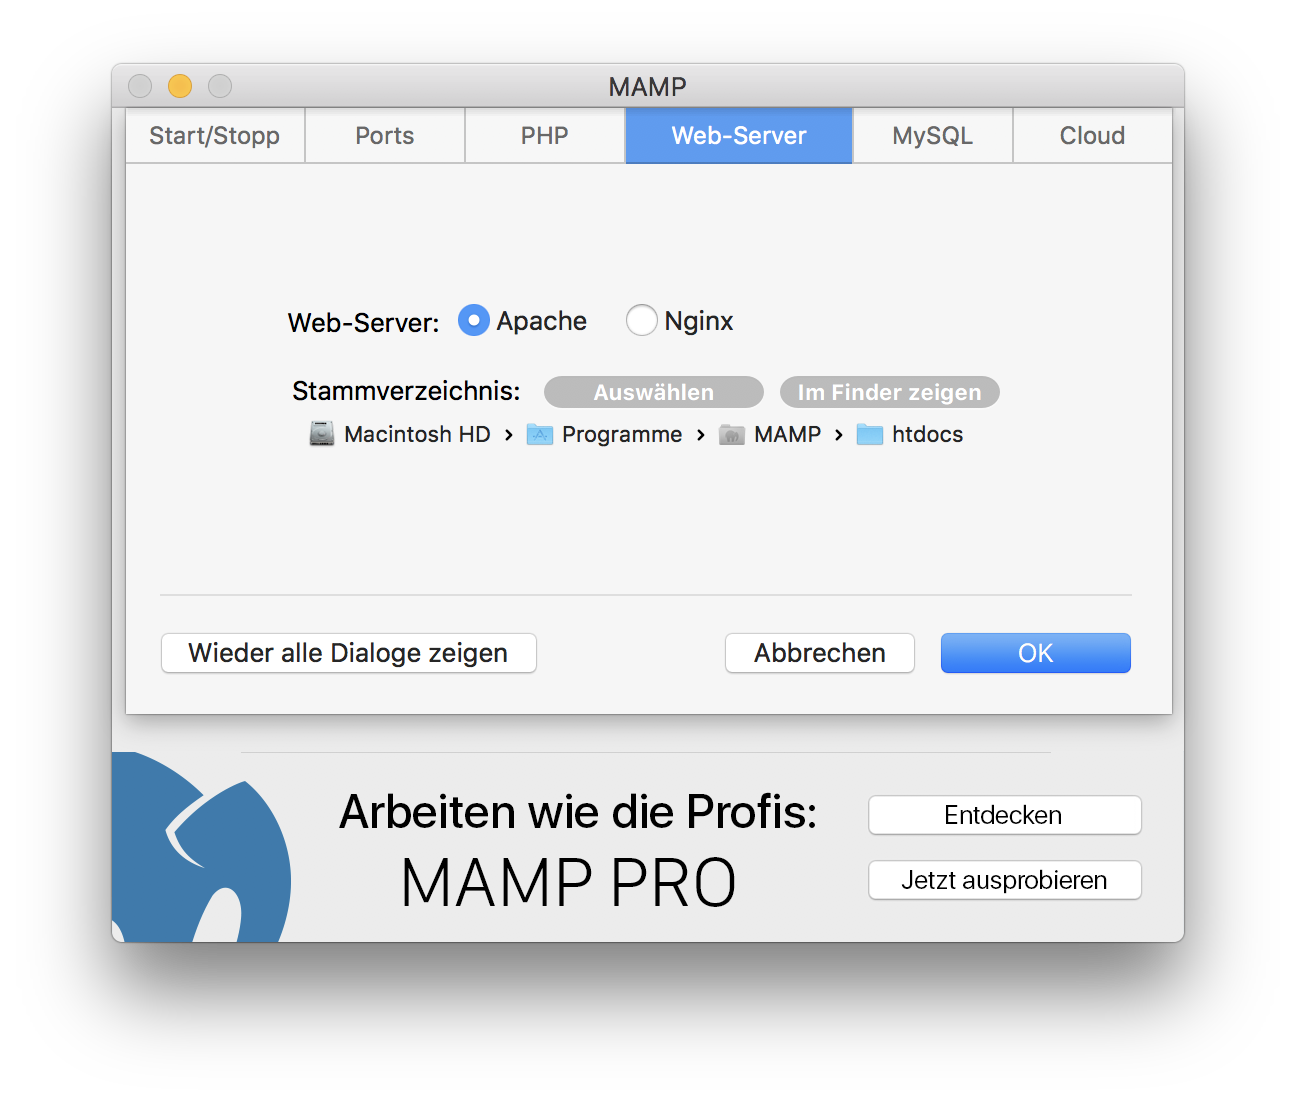 MAMP
Start/Stopp Ports PHP Web-Server MySQL Cloud
Web-Server: Apache Nginx
Stammverzeichnis: Auswählen Im Finder zeigen
Macintosh HD › Programme › MAMP › htdocs
Wieder alle Dialoge zeigen Abbrechen OK
Arbeiten wie die Profis: Entdecken
MAMP PRO Jetzt ausprobieren